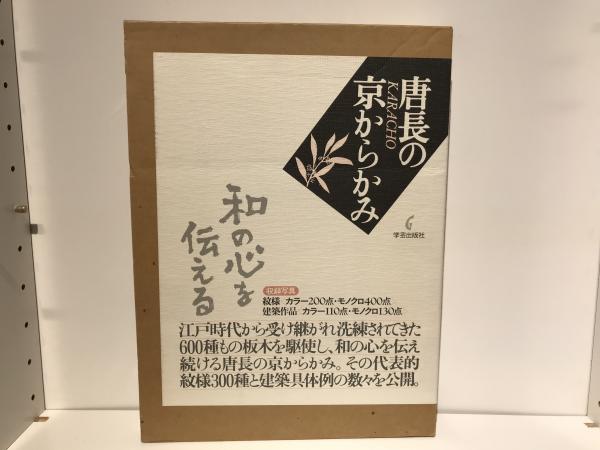 唐長の
KARACHO
京からかみ
学芸出版社
和の心を
伝える
収録写真
紋様 カラー200点・モノクロ400点
建築作品 カラー110点・モノクロ130点
江戸時代から受け継がれ洗練されてきた
600種もの板木を駆使し、和の心を伝え
続ける唐長の京からかみ。その代表的
紋様300種と建築具体例の数々を公開。